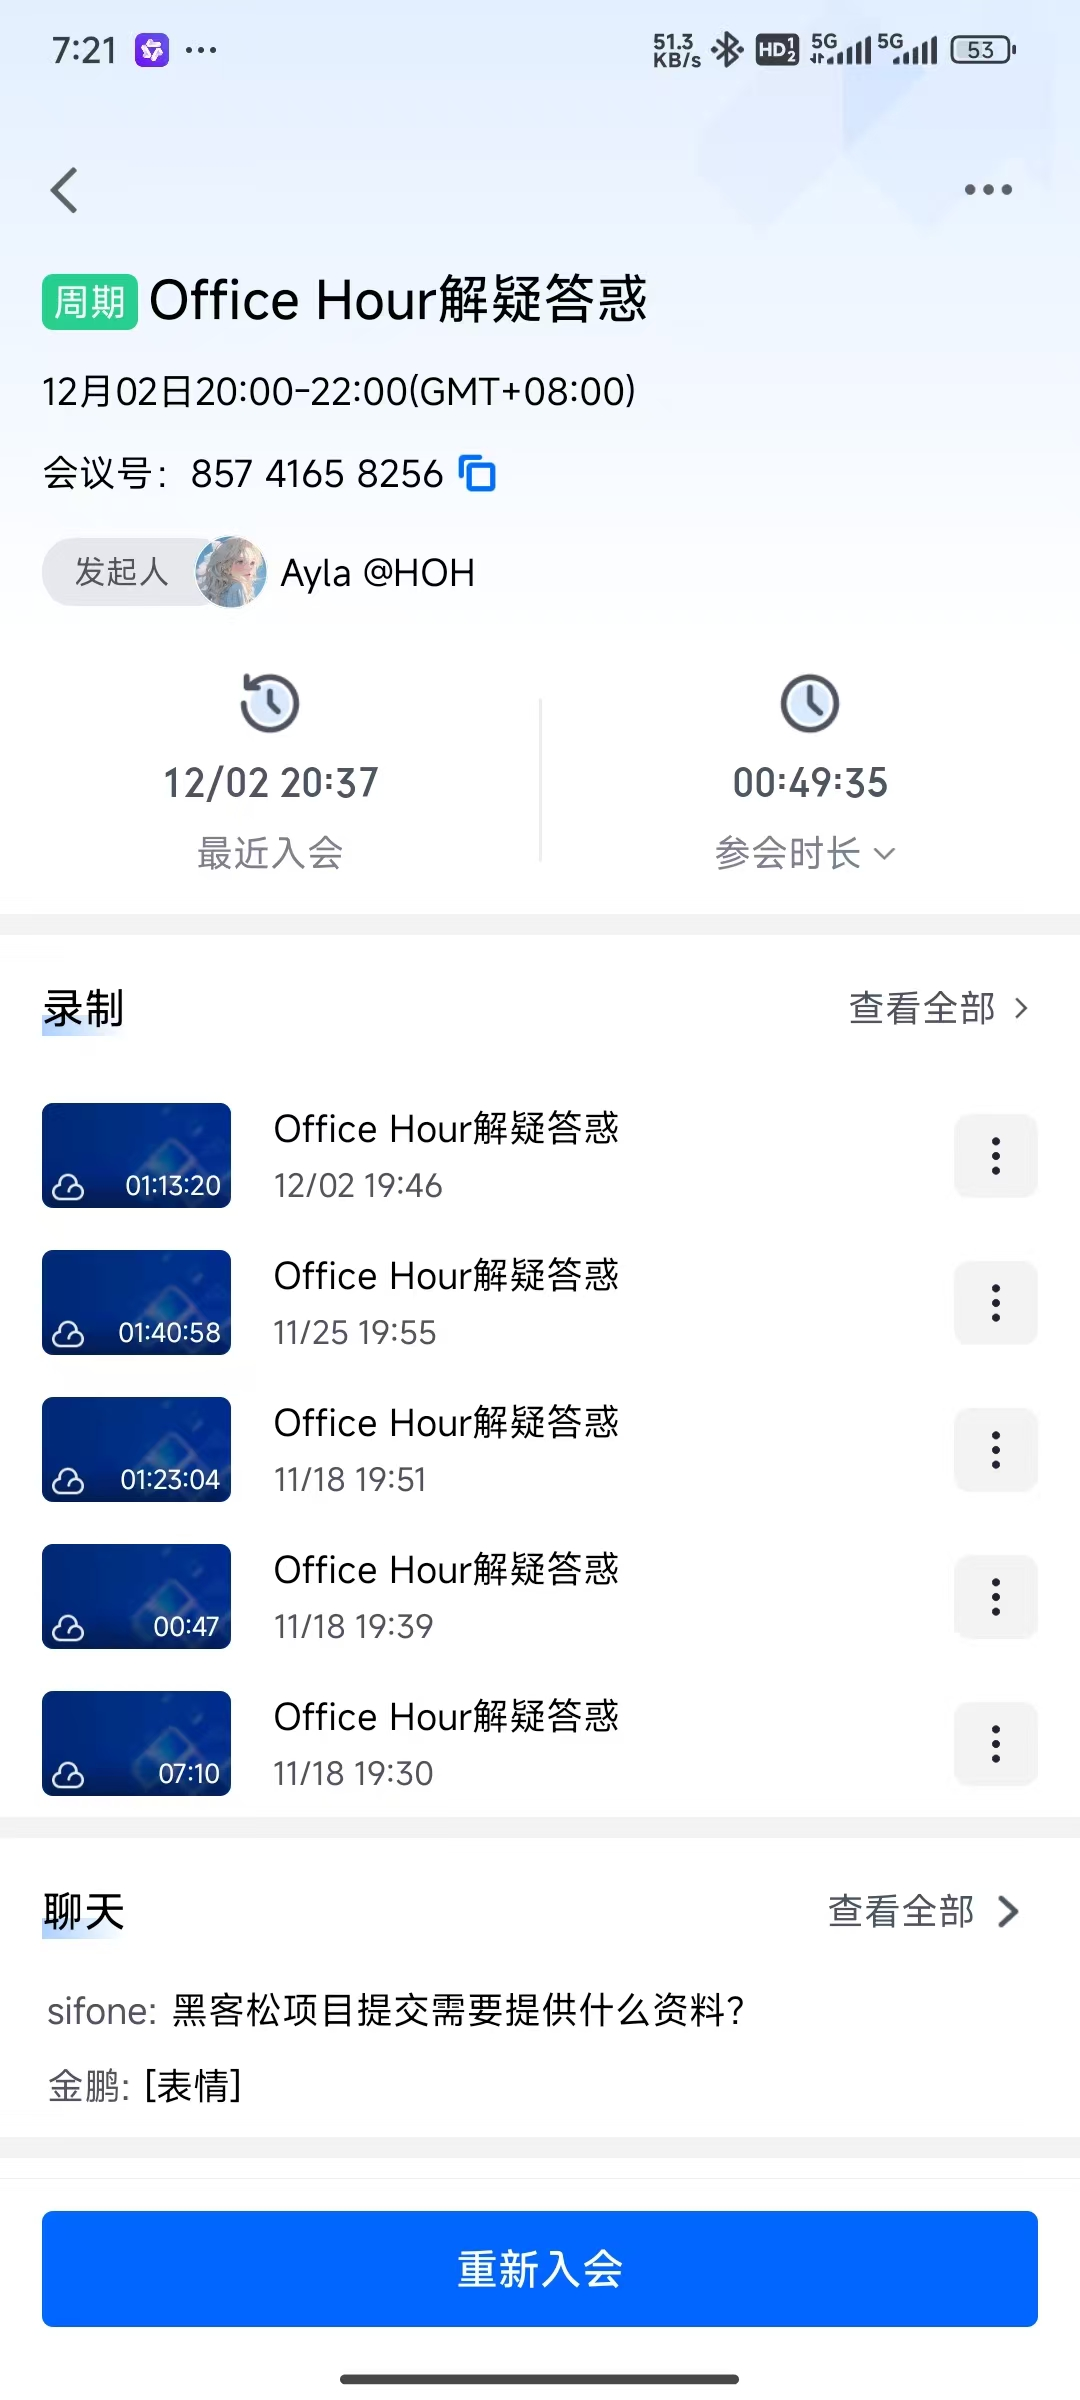 7:21
51.3 KB/s HD 1 2 5G 5G 53
周期 Office Hour解疑答惑
12月02日20:00-22:00(GMT+08:00)
会议号：857 4165 8256
发起人 Ayla @HOH
12/02 20:37
最近入会
00:49:35
参会时长
录制 查看全部
Office Hour解疑答惑
01:13:20
12/02 19:46
Office Hour解疑答惑
01:40:58
11/25 19:55
Office Hour解疑答惑
01:23:04
11/18 19:51
Office Hour解疑答惑
00:47
11/18 19:39
Office Hour解疑答惑
07:10
11/18 19:30
聊天 查看全部
sifone: 黑客松项目提交需要提供什么资料？
金鹏: [表情]
重新入会